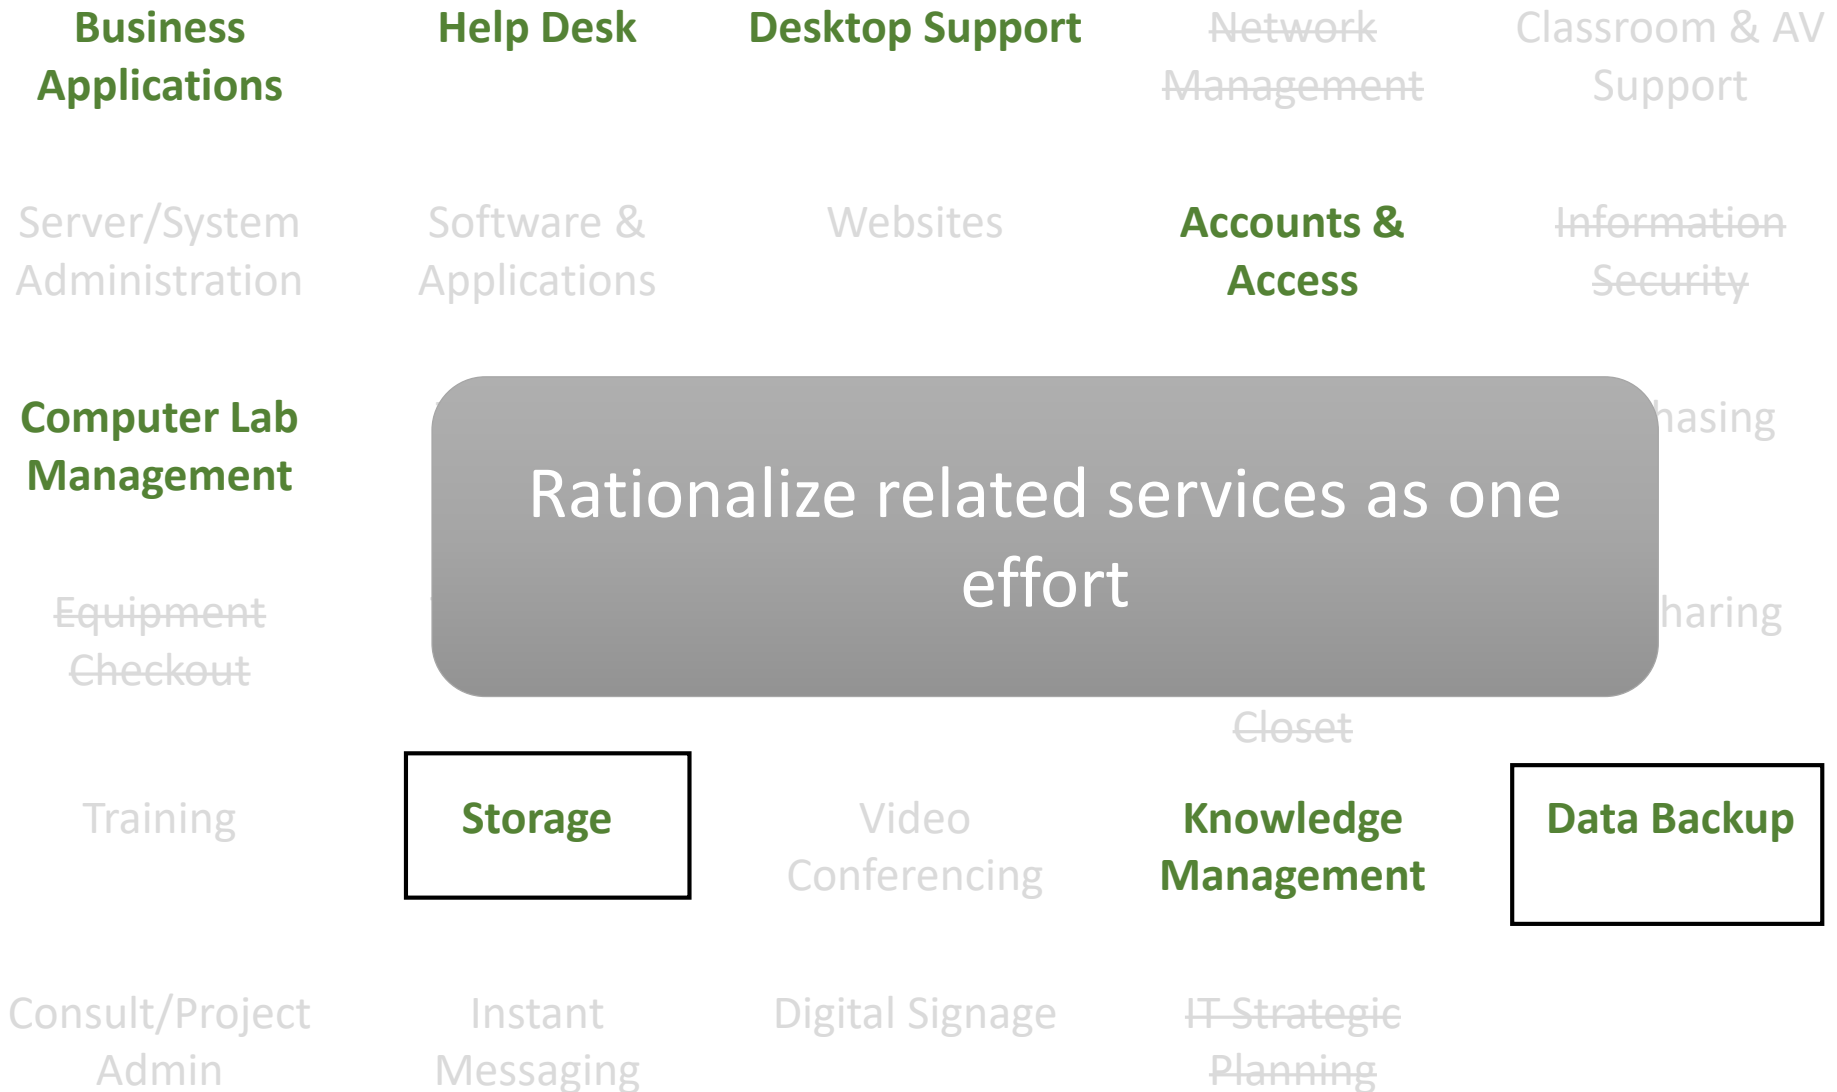 Business
Applications
Help Desk
Desktop Support
Network
Management
Classroom & AV
Support
Server/System
Administration
Software &
Applications
Websites
Accounts &
Access
Information
Security
Computer Lab
Management
Rationalize related services as one
effort
hasing
Equipment
Checkout
haring
Closet
Training
Storage
Video
Conferencing
Knowledge
Management
Data Backup
Consult/Project
Admin
Instant
Messaging
Digital Signage
IT Strategic
Planning